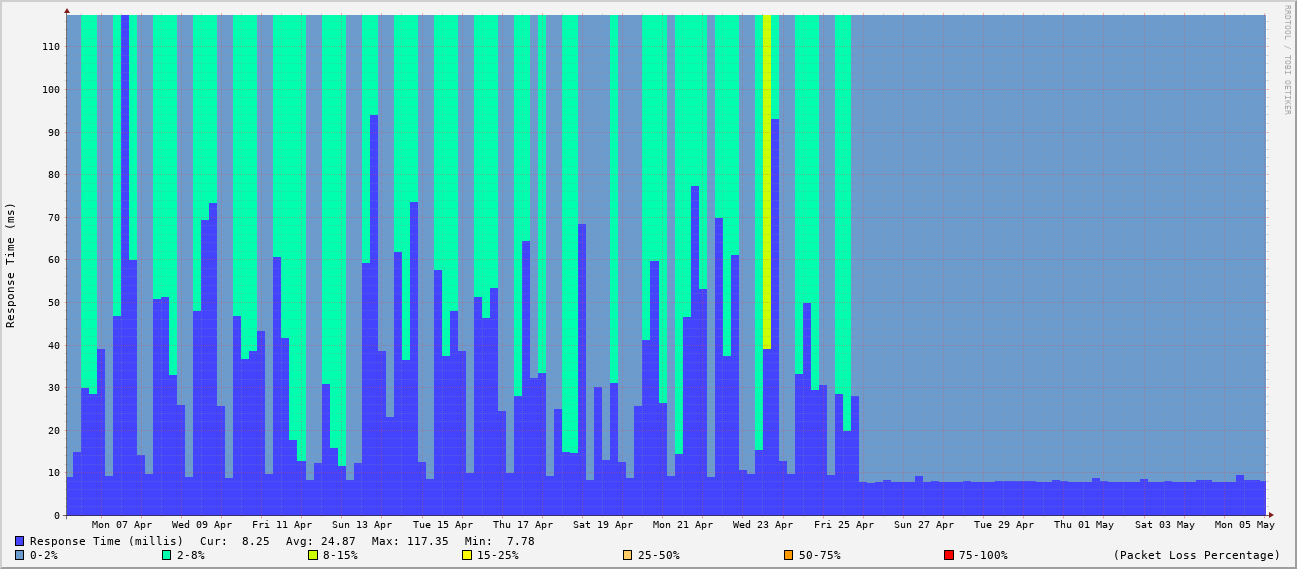 RRDTOOL / TOBI OETIKER
Response Time (ms)
110
100
90
80
70
60
50
40
30
20
10
0
Mon 07 Apr Wed 09 Apr Fri 11 Apr Sun 13 Apr Tue 15 Apr Thu 17 Apr Sat 19 Apr Mon 21 Apr Wed 23 Apr Fri 25 Apr Sun 27 Apr Tue 29 Apr Thu 01 May Sat 03 May Mon 05 May
Response Time (millis) Cur: 8.25 Avg: 24.87 Max: 117.35 Min: 7.78
0-2% 2-8% 8-15% 15-25% 25-50% 50-75% 75-100% (Packet Loss Percentage)